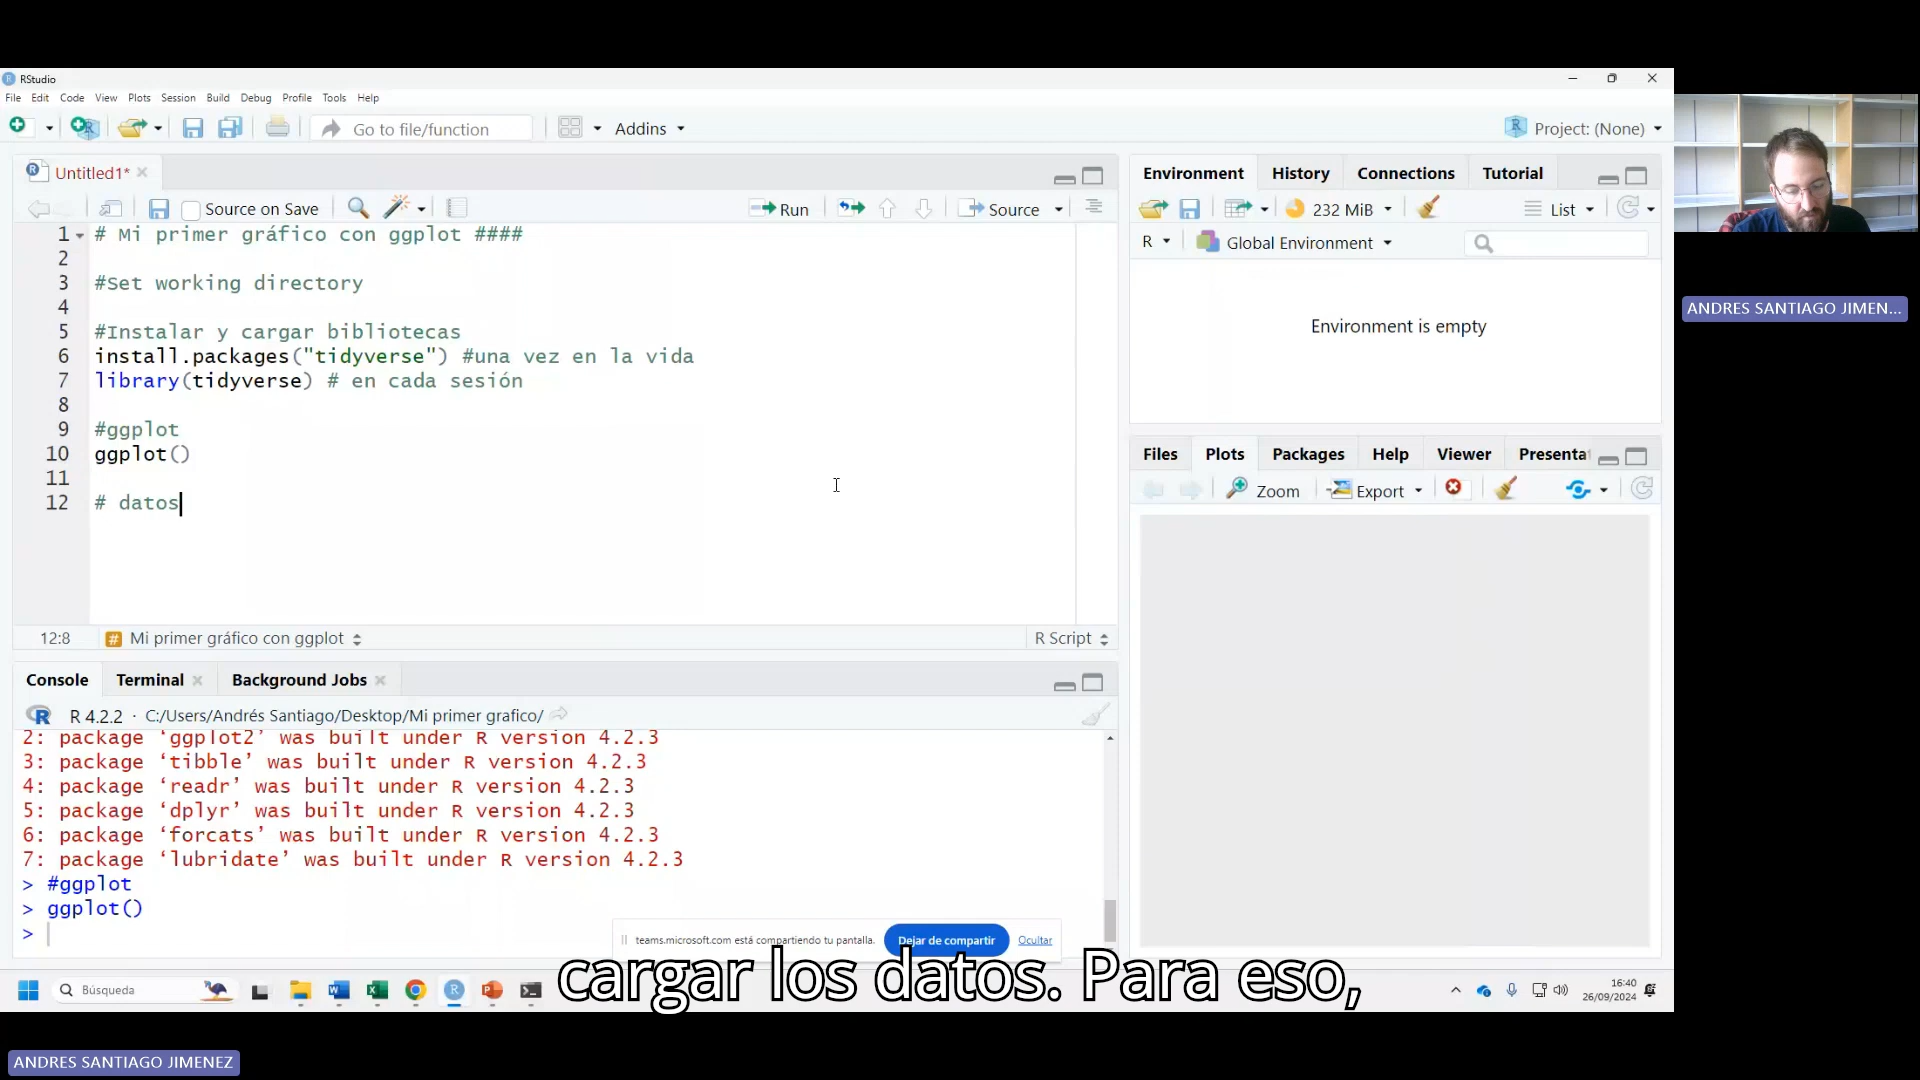 RStudio
File Edit Code View Plots Session Build Debug Profile Tools Help
Go to file/function
Addins
Project: (None)
Untitled1*
Source on Save
Run
Source
1 # Mi primer gráfico con ggplot ####
2
3 #Set working directory
4
5 #Instalar y cargar bibliotecas
6 install.packages("tidyverse") #una vez en la vida
7 library(tidyverse) # en cada sesión
8
9 #ggplot
10 ggplot()
11
12 # datos
12:8 Mi primer gráfico con ggplot
R Script
Console Terminal Background Jobs
R 4.2.2 · C:/Users/Andrés Santiago/Desktop/Mi primer grafico/
2: package ‘ggplot2’ was built under R version 4.2.3
3: package ‘tibble’ was built under R version 4.2.3
4: package ‘readr’ was built under R version 4.2.3
5: package ‘dplyr’ was built under R version 4.2.3
6: package ‘forcats’ was built under R version 4.2.3
7: package ‘lubridate’ was built under R version 4.2.3
> #ggplot
> ggplot()
>
Environment History Connections Tutorial
232 MiB
List
R Global Environment
Environment is empty
Files Plots Packages Help Viewer Presenta
Zoom Export
teams.microsoft.com está compartiendo tu pantalla. Dejar de compartir Ocultar
cargar los datos. Para eso,
Búsqueda
16:40
26/09/2024
ANDRES SANTIAGO JIMEN...
ANDRES SANTIAGO JIMENEZ